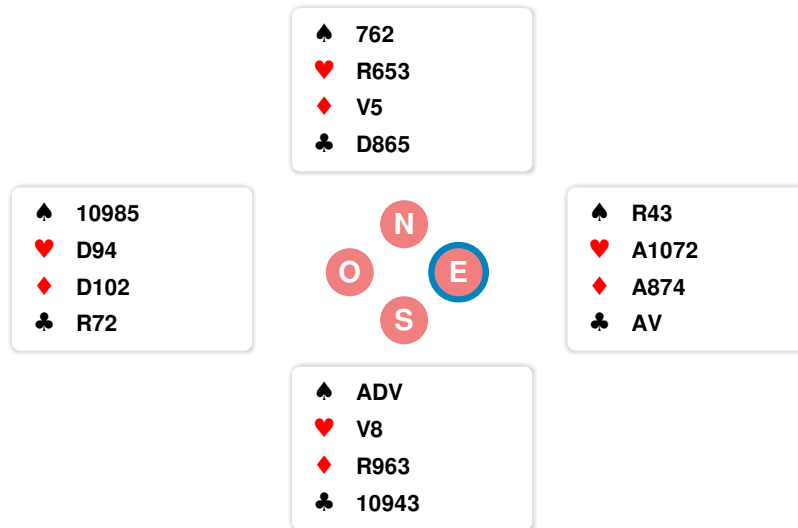 ♠ 762
♥ R653
♦ V5
♣ D865
♠ 10985
♥ D94
♦ D102
♣ R72
N
O
E
S
♠ R43
♥ A1072
♦ A874
♣ AV
♠ ADV
♥ V8
♦ R963
♣ 10943